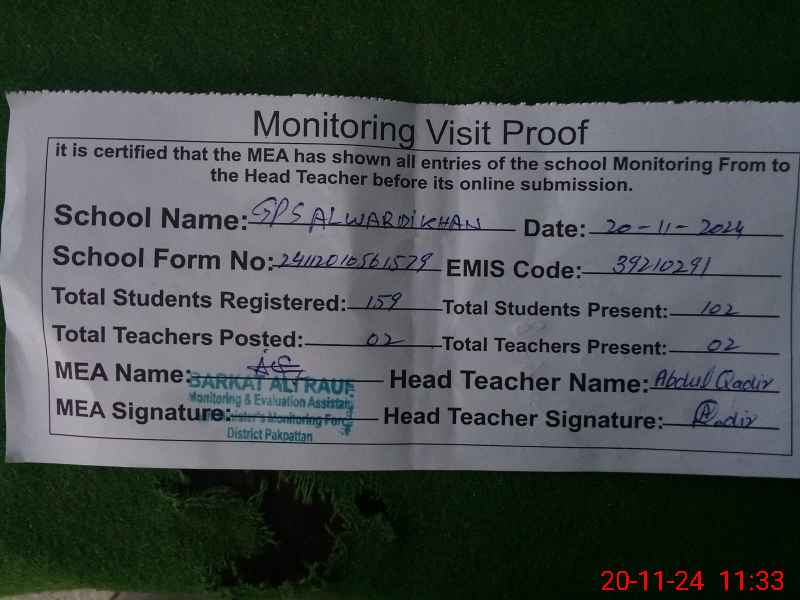 Monitoring Visit Proof
it is certified that the MEA has shown all entries of the school Monitoring From to
the Head Teacher before its online submission.
School Name: GPS ALWARDIKHAN Date: 20-11-2024
School Form No: 24112010561579 EMIS Code: 39210291
Total Students Registered: 159 Total Students Present: 102
Total Teachers Posted: 02 Total Teachers Present: 02
MEA Name: Head Teacher Name: Abdul Qadir
BARKAT ALI RAUF
Monitoring & Evaluation Assistant
MEA Signature: Head Teacher Signature: Qadir
Minister's Monitoring Force
District Pakpattan
20-11-24 11:33